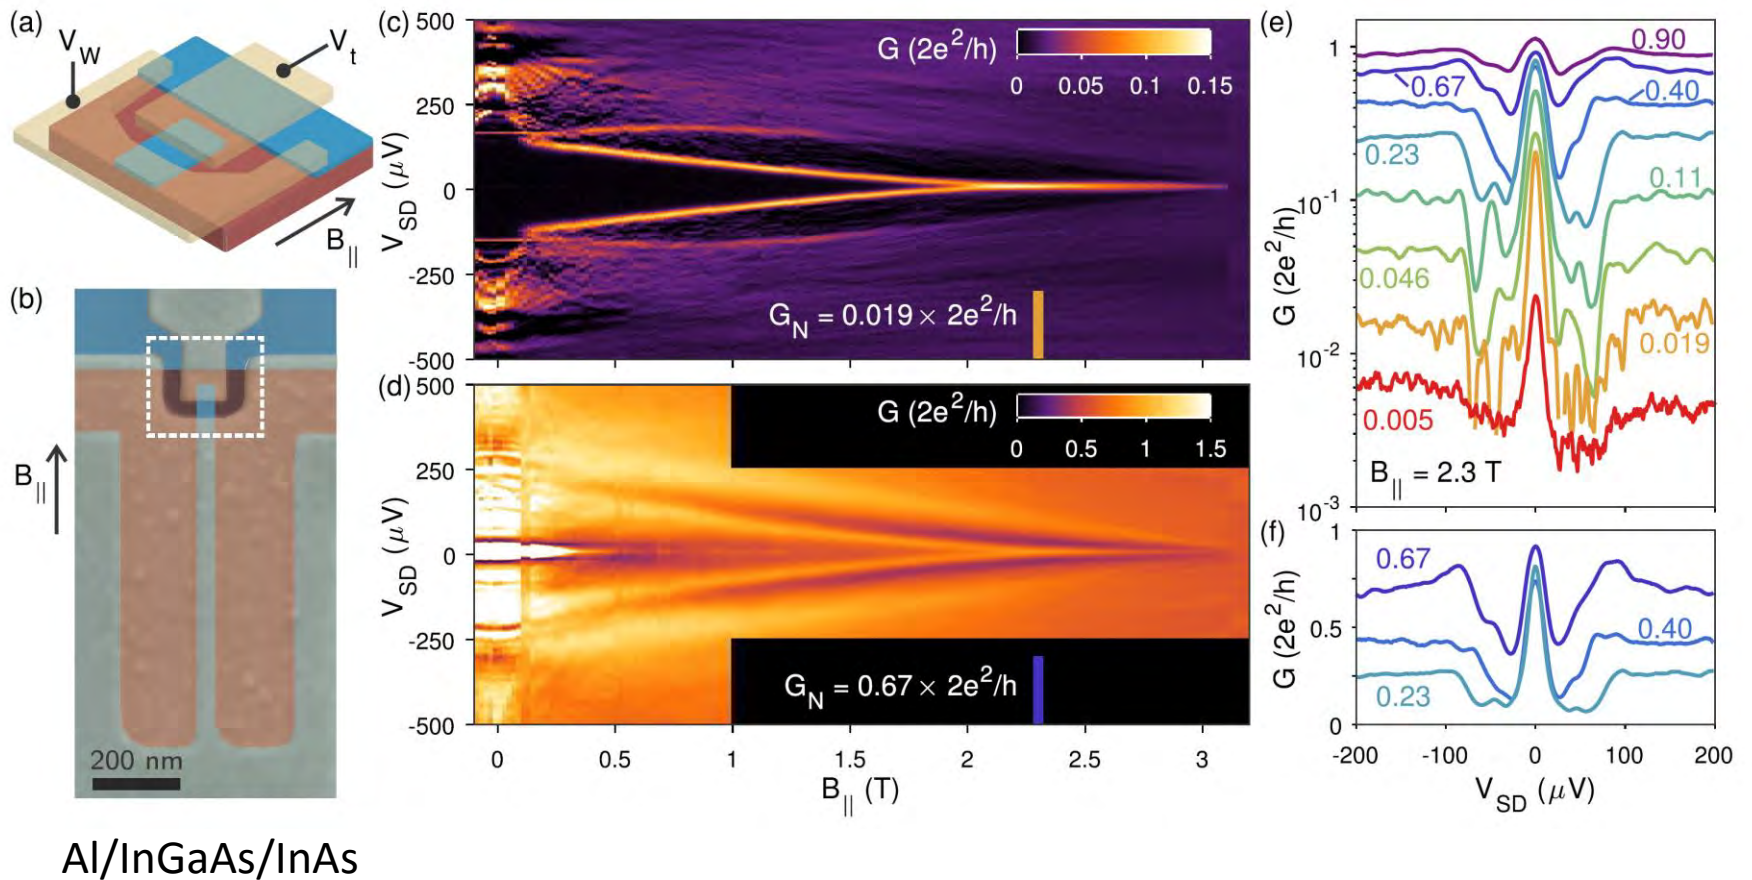 (a)
V_W
V_t
B_||
(b)
B_||
200 nm
Al/InGaAs/InAs
(c)
500
250
0
-250
-500
V_SD (μV)
G (2e²/h)
0 0.05 0.1 0.15
G_N = 0.019 × 2e²/h
(d)
500
250
0
-250
-500
V_SD (μV)
G (2e²/h)
0 0.5 1 1.5
G_N = 0.67 × 2e²/h
0 0.5 1 1.5 2 2.5 3
B_|| (T)
(e)
1
10⁻¹
10⁻²
10⁻³
G (2e²/h)
0.90
0.67
0.40
0.23
0.11
0.046
0.019
0.005
B_|| = 2.3 T
(f)
1
0.5
0
G (2e²/h)
0.67
0.40
0.23
-200 -100 0 100 200
V_SD (μV)